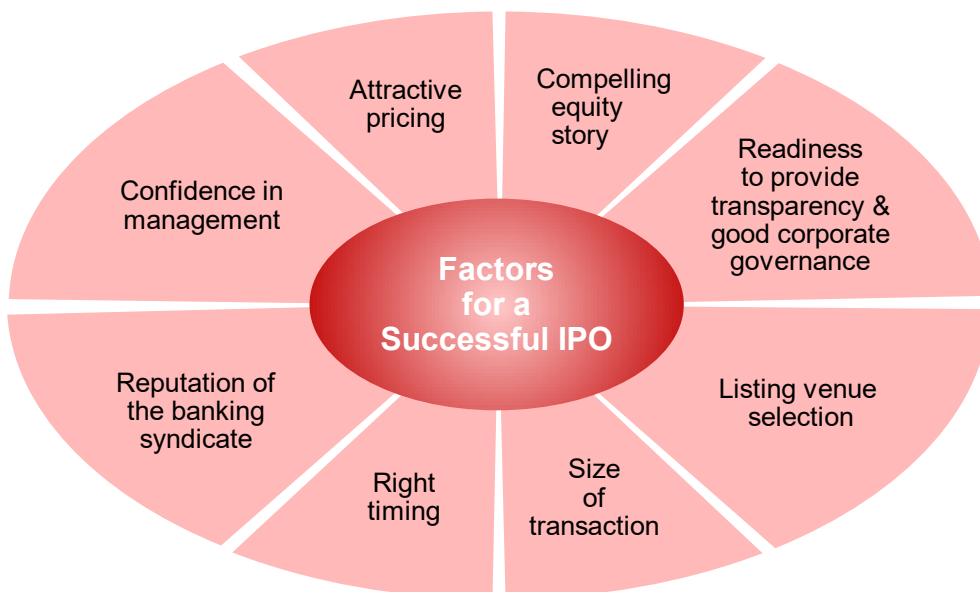 Attractive
pricing
Compelling
equity
story
Readiness
to provide
transparency &
good corporate
governance
Confidence in
management
Factors
for a
Successful IPO
Reputation of
the banking
syndicate
Listing venue
selection
Right
timing
Size
of
transaction